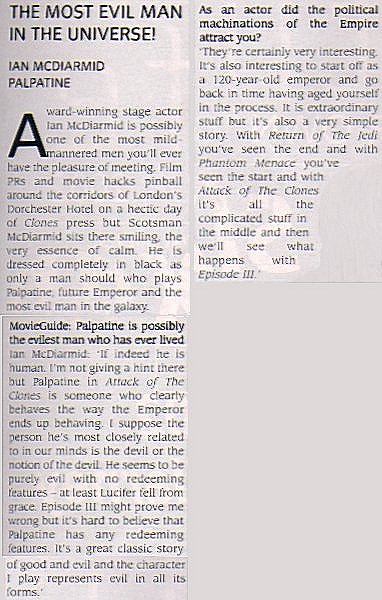 THE MOST EVIL MAN
IN THE UNIVERSE!
IAN MCDIARMID
PALPATINE
Award-winning stage actor
Ian McDiarmid is possibly
one of the most mild-
mannered men you'll ever
have the pleasure of meeting. Film
PRs and movie hacks pinball
around the corridors of London's
Dorchester Hotel on a hectic day
of Clones press but Scotsman
McDiarmid sits there smiling, the
very essence of calm. He is
dressed completely in black as
only a man should who plays
Palpatine, future Emperor and the
most evil man in the galaxy.
MovieGuide: Palpatine is possibly
the evilest man who has ever lived
Ian McDiarmid: 'If indeed he is
human. I'm not giving a hint there
but Palpatine in Attack of The
Clones is someone who clearly
behaves the way the Emperor
ends up behaving. I suppose the
person he's most closely related
to in our minds is the devil or the
notion of the devil. He seems to be
purely evil with no redeeming
features – at least Lucifer fell from
grace. Episode III might prove me
wrong but it's hard to believe that
Palpatine has any redeeming
features. It's a great classic story
of good and evil and the character
I play represents evil in all its
forms.'
As an actor did the political
machinations of the Empire
attract you?
'They're certainly very interesting.
It's also interesting to start off as
a 120-year-old emperor and go
back in time having aged yourself
in the process. It is extraordinary
stuff but it's also a very simple
story. With Return of The Jedi
you've seen the end and with
Phantom Menace you've
seen the start and with
Attack of The Clones
it's all the
complicated stuff in
the middle and then
we'll see what
happens with
Episode III.'